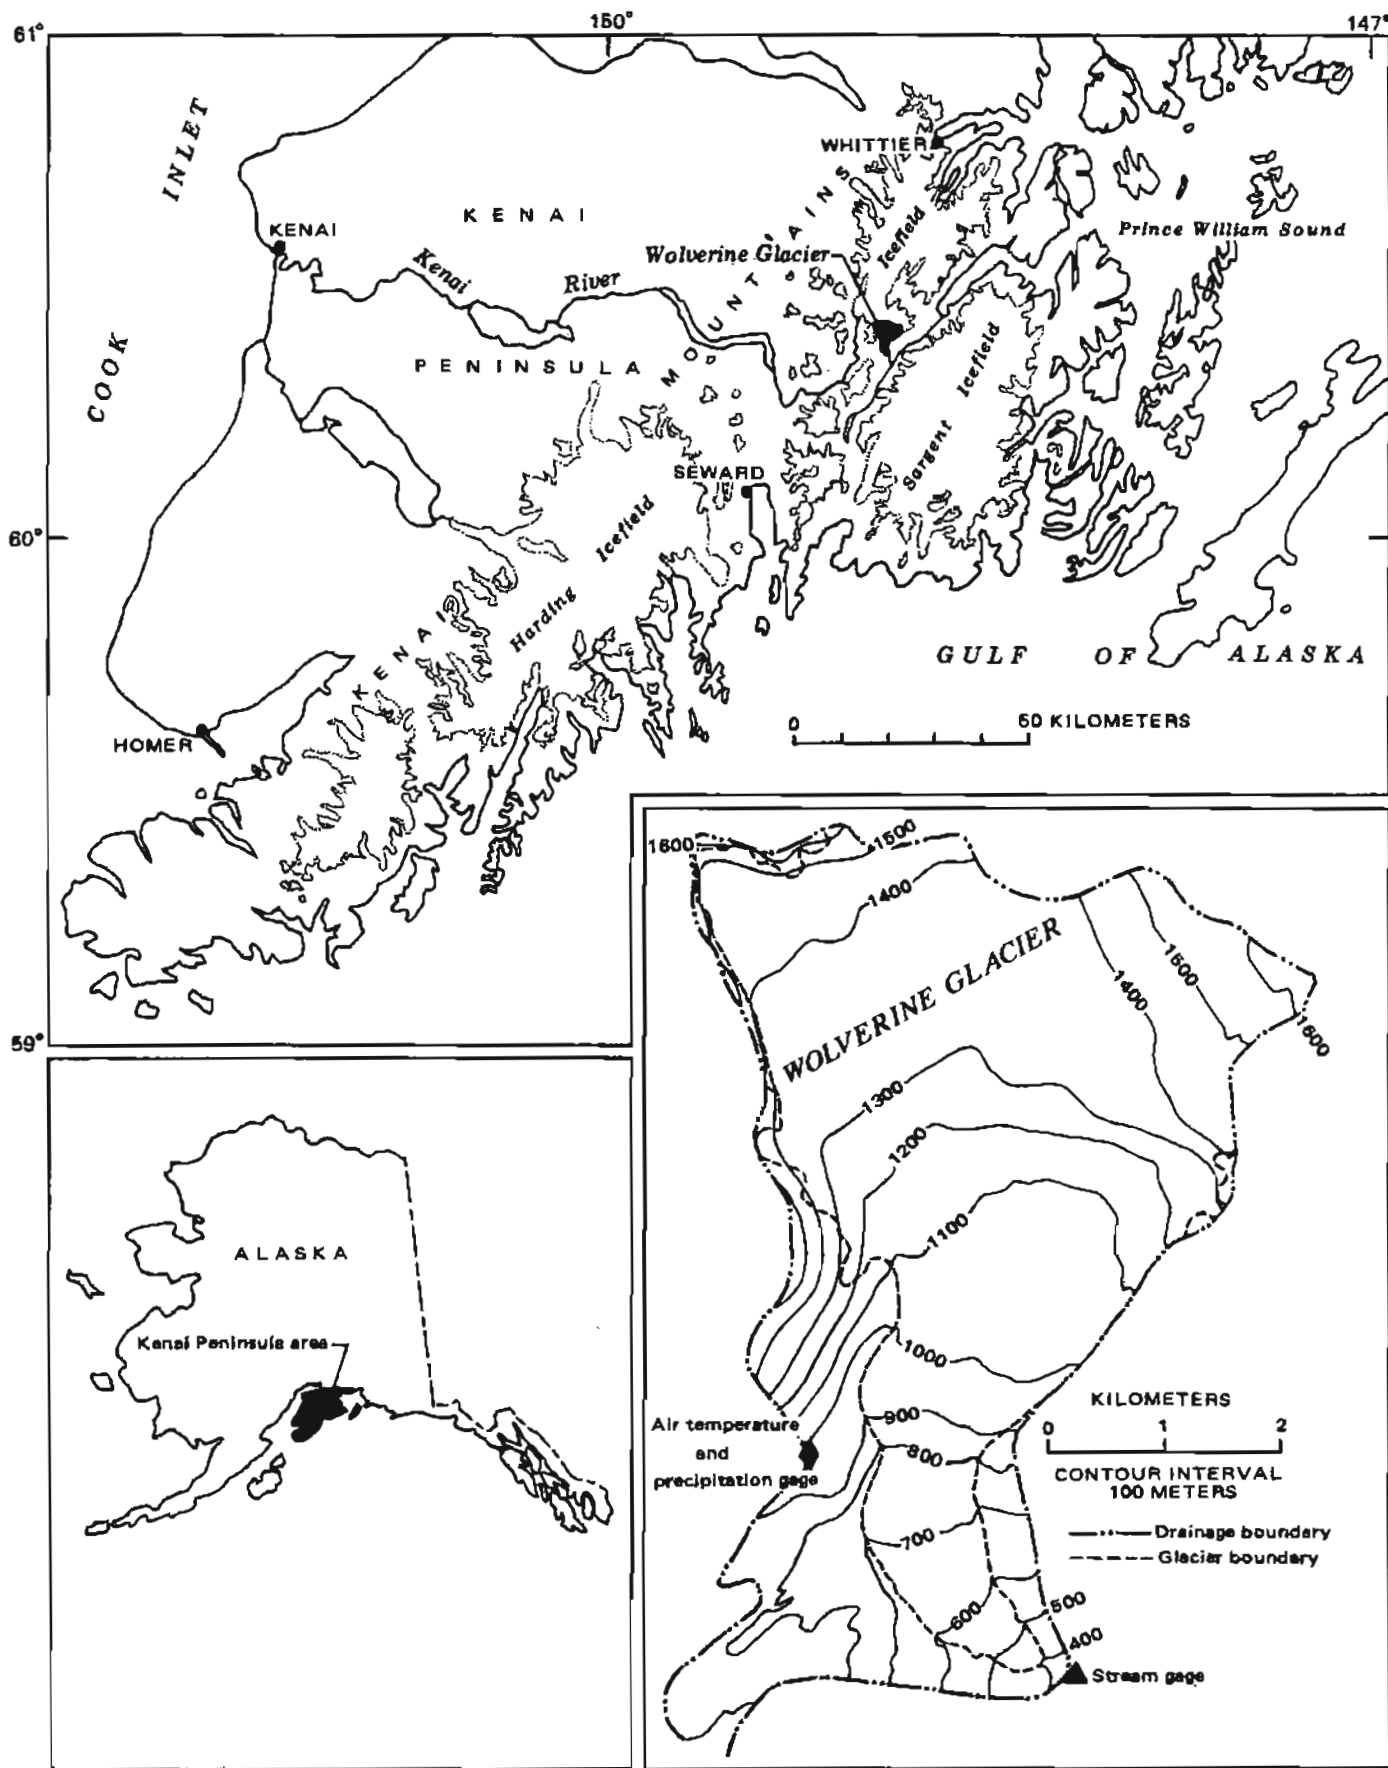 61°
150°
147°
COOK INLET
WHITTIER
KENAI
KENAI
Prince William Sound
Wolverine Glacier
Icefield
Kenai River
PENINSULA
KENAI MOUNTAINS
Sargent Icefield
SEWARD
60°
Harding Icefield
GULF OF ALASKA
0 50 KILOMETERS
HOMER
59°
ALASKA
Kenai Peninsula area
1600
1500
1400
WOLVERINE GLACIER
1400
1500
1600
1300
1200
1100
1000
900
800
700
600
500
400
Air temperature
and
precipitation gage
KILOMETERS
0 1 2
CONTOUR INTERVAL
100 METERS
Drainage boundary
Glacier boundary
Stream gage